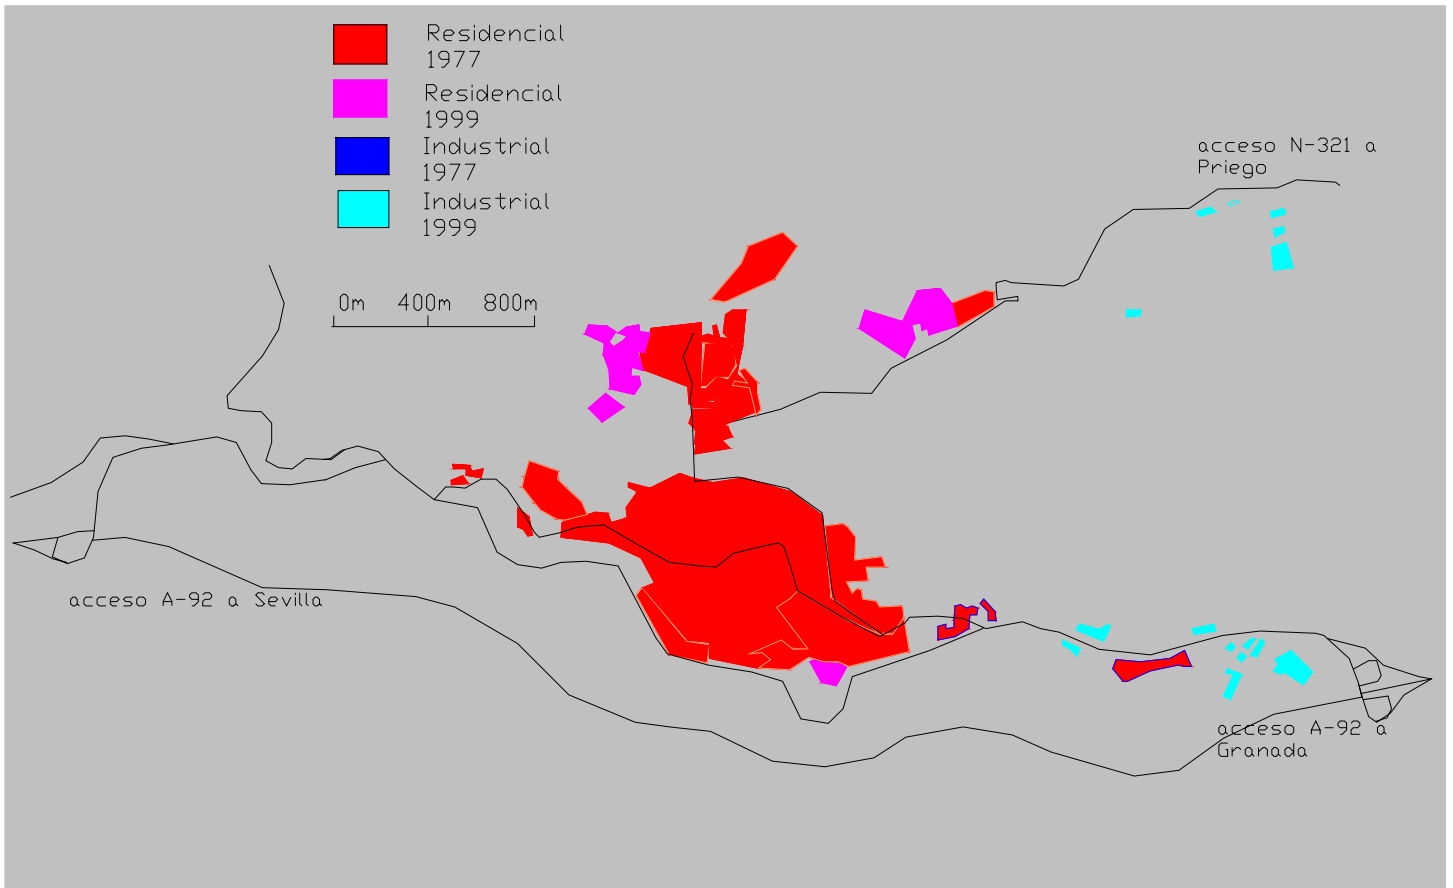 Residencial
1977
Residencial
1999
Industrial
1977
Industrial
1999
acceso N-321 a
Priego
0m 400m 800m
acceso A-92 a Sevilla
acceso A-92 a
Granada